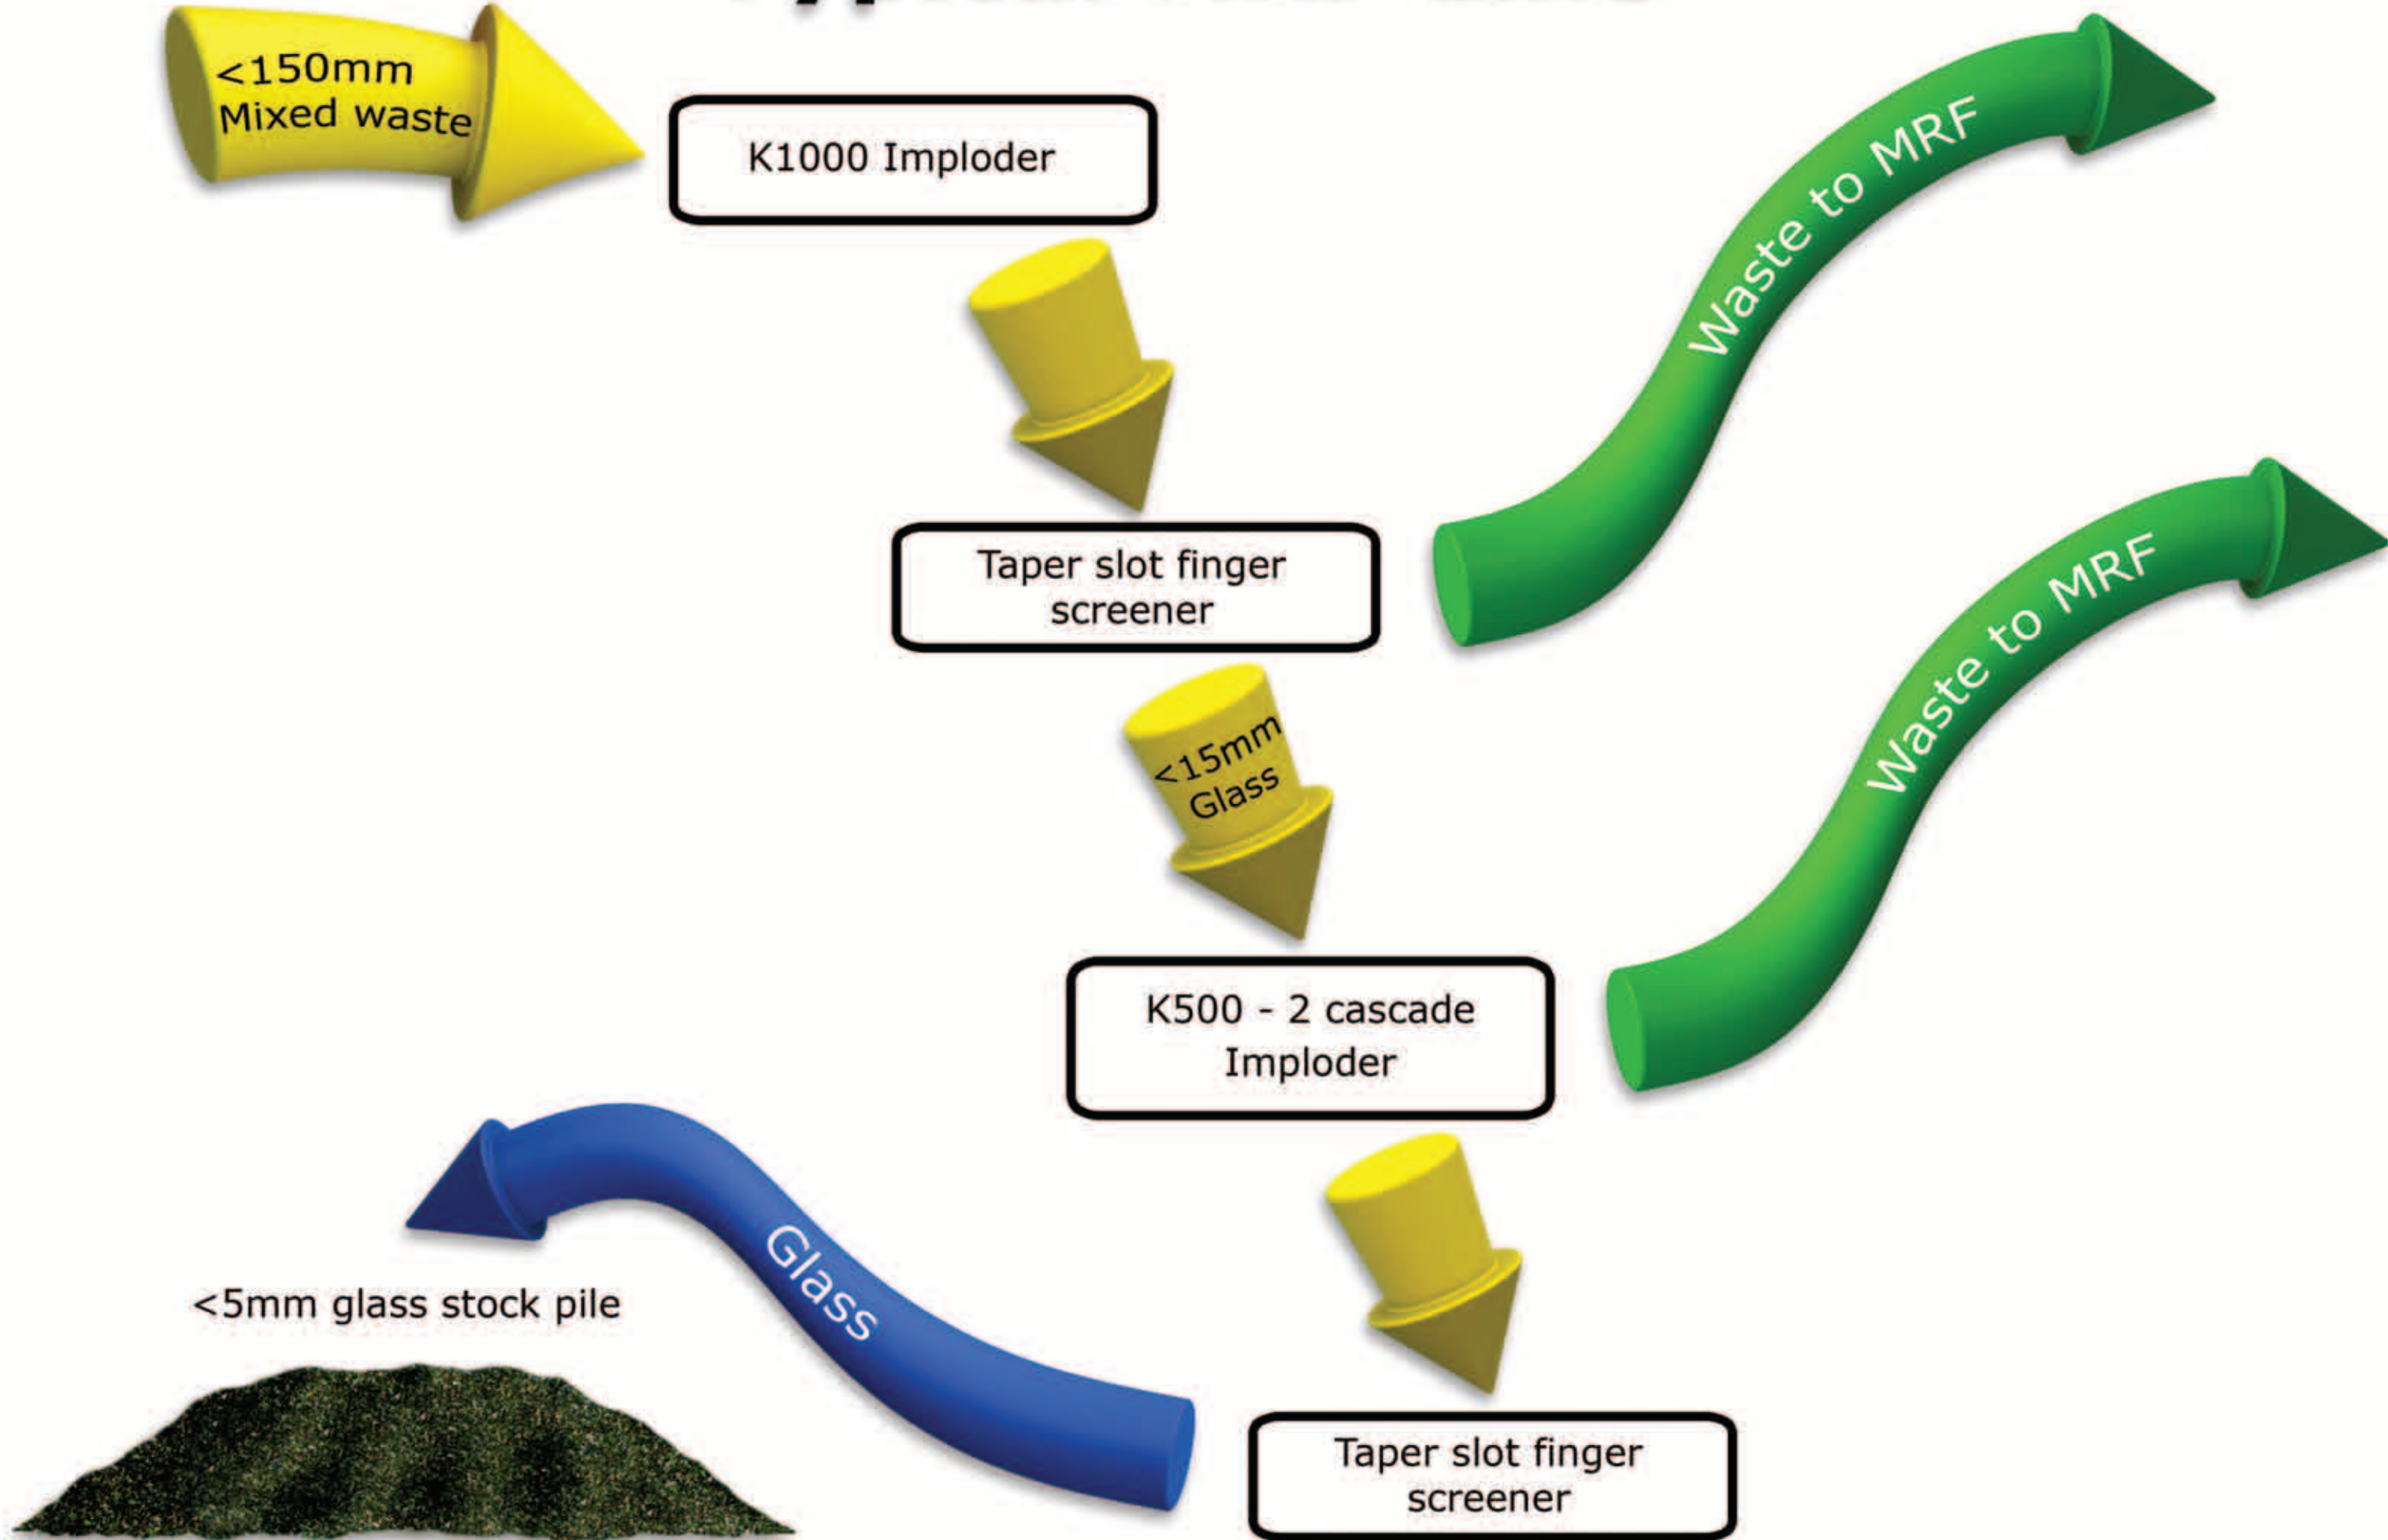 <150mm
Mixed waste
K1000 Imploder
Waste to MRF
Taper slot finger
screener
Waste to MRF
<15mm
Glass
K500 - 2 cascade
Imploder
Glass
<5mm glass stock pile
Taper slot finger
screener